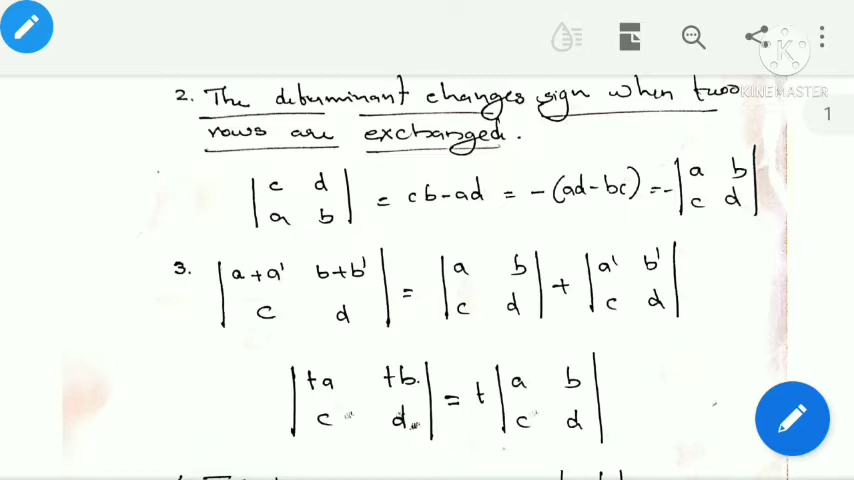 KINEMASTER
1
2. The determinant changes sign when two
rows are exchanged.
| c d |
| a b | = cb-ad = -(ad-bc) = - | a b |
| c d |
3. | a+a' b+b' |
| c d | = | a b |
| c d | + | a' b' |
| c d |
| ta tb |
| c d | = t | a b |
| c d |